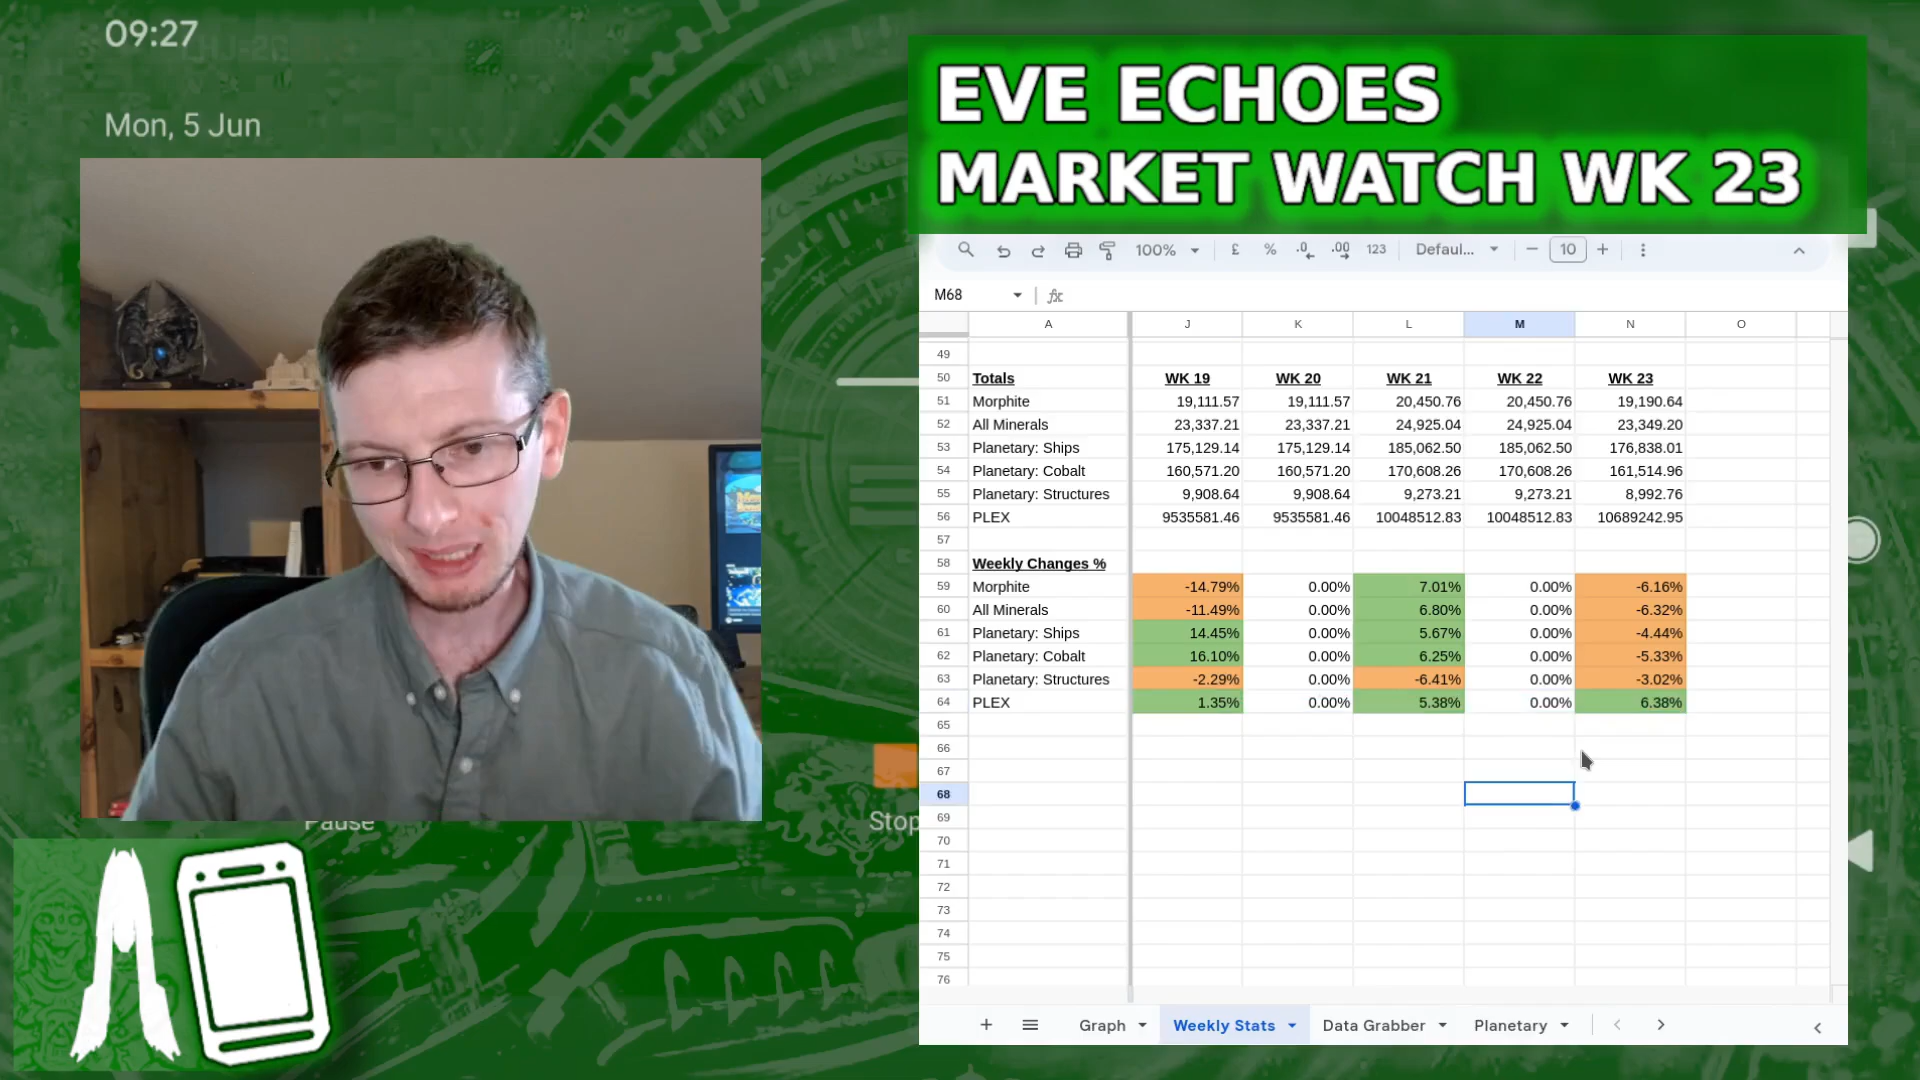 09:27
Mon, 5 Jun
EVE ECHOES
MARKET WATCH WK 23
100% £ % .0 .00 123 Defaul... 10
M68 fx
A J K L M N O
49
50 Totals WK 19 WK 20 WK 21 WK 22 WK 23
51 Morphite 19,111.57 19,111.57 20,450.76 20,450.76 19,190.64
52 All Minerals 23,337.21 23,337.21 24,925.04 24,925.04 23,349.20
53 Planetary: Ships 175,129.14 175,129.14 185,062.50 185,062.50 176,838.01
54 Planetary: Cobalt 160,571.20 160,571.20 170,608.26 170,608.26 161,514.96
55 Planetary: Structures 9,908.64 9,908.64 9,273.21 9,273.21 8,992.76
56 PLEX 9535581.46 9535581.46 10048512.83 10048512.83 10689242.95
57
58 Weekly Changes %
59 Morphite -14.79% 0.00% 7.01% 0.00% -6.16%
60 All Minerals -11.49% 0.00% 6.80% 0.00% -6.32%
61 Planetary: Ships 14.45% 0.00% 5.67% 0.00% -4.44%
62 Planetary: Cobalt 16.10% 0.00% 6.25% 0.00% -5.33%
63 Planetary: Structures -2.29% 0.00% -6.41% 0.00% -3.02%
64 PLEX 1.35% 0.00% 5.38% 0.00% 6.38%
65
66
67
68
69
70
71
72
73
74
75
76
Pause
Stop
Graph Weekly Stats Data Grabber Planetary